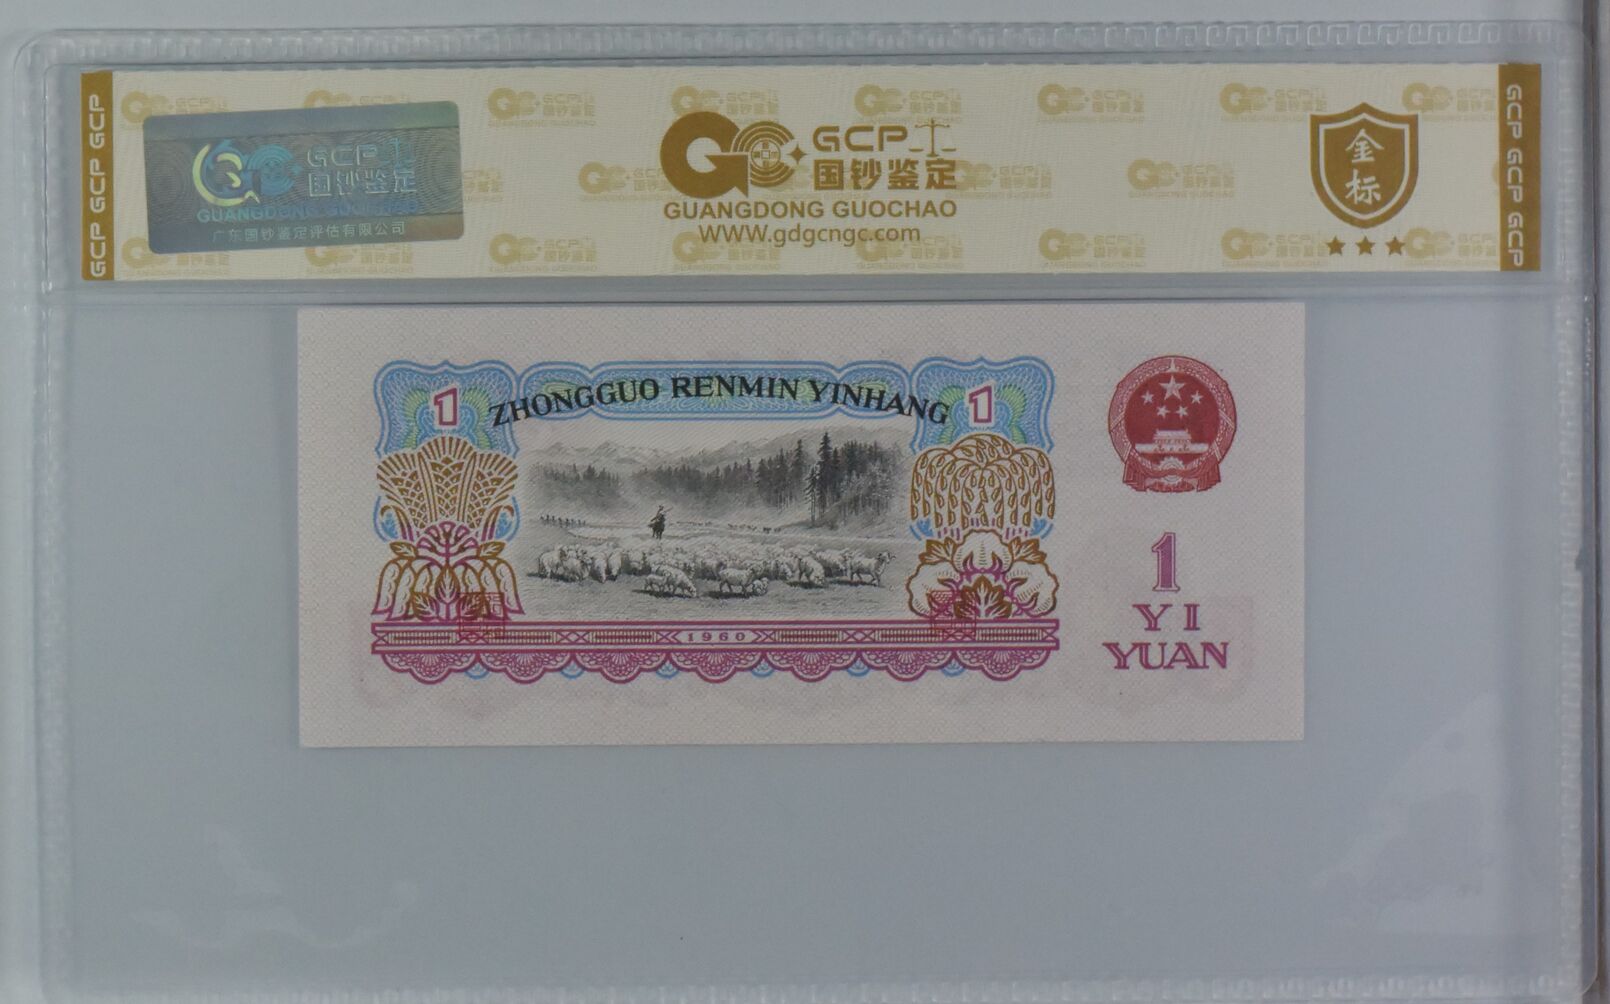 GCP GCP GCP
GCP 国钞鉴定
GUANGDONG GUOCHAO
广东国钞鉴定评估有限公司
GCP
国钞鉴定
GUANGDONG GUOCHAO
WWW.gdgcngc.com
金标
GCP GCP GCP
ZHONGGUO RENMIN YINHANG
1
1
1960
1
YI
YUAN